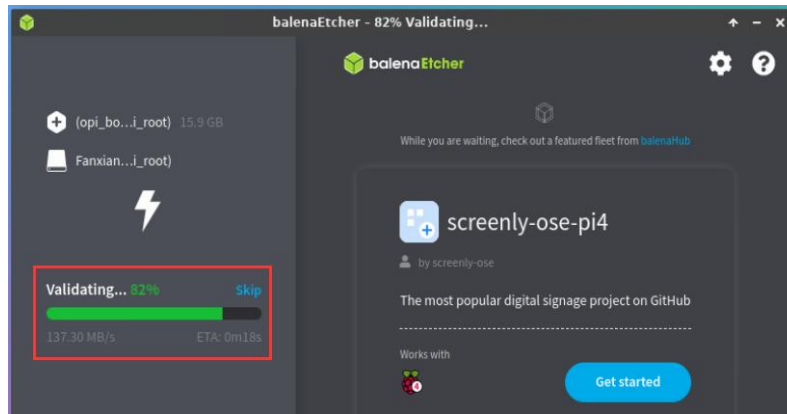 balenaEtcher - 82% Validating...
balenaEtcher
(opi_bo...i_root) 15.9 GB
Fanxian...i_root)
While you are waiting, check out a featured fleet from balenaHub
screenly-ose-pi4
by screenly-ose
Validating... 82% Skip
137.30 MB/s ETA: 0m18s
The most popular digital signage project on GitHub
Works with
4
Get started